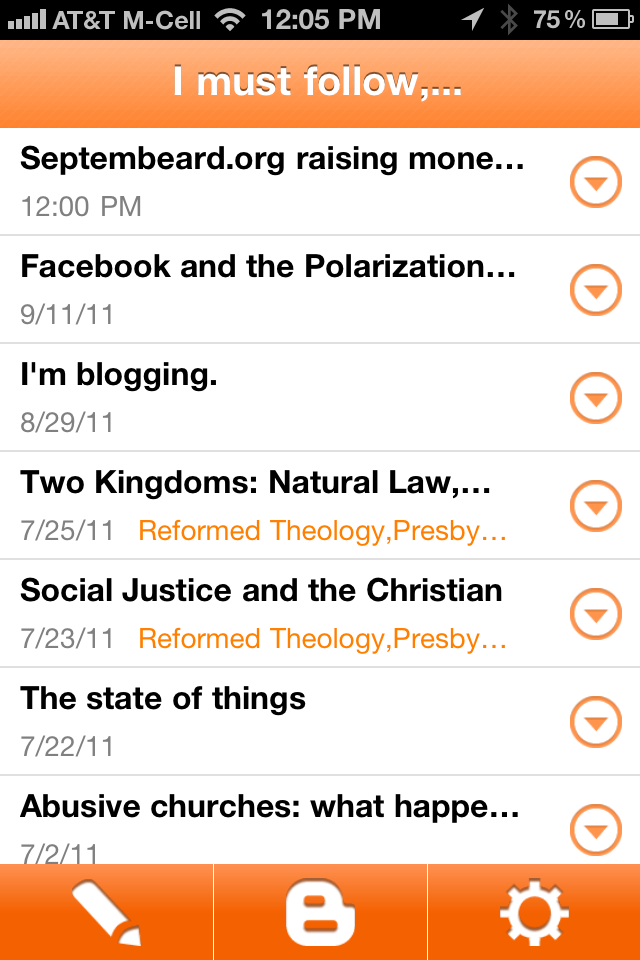 AT&T M-Cell 12:05 PM 75%
I must follow,...
Septembeard.org raising mone...
12:00 PM
Facebook and the Polarization...
9/11/11
I'm blogging.
8/29/11
Two Kingdoms: Natural Law,...
7/25/11 Reformed Theology,Presby...
Social Justice and the Christian
7/23/11 Reformed Theology,Presby...
The state of things
7/22/11
Abusive churches: what happe...
7/2/11